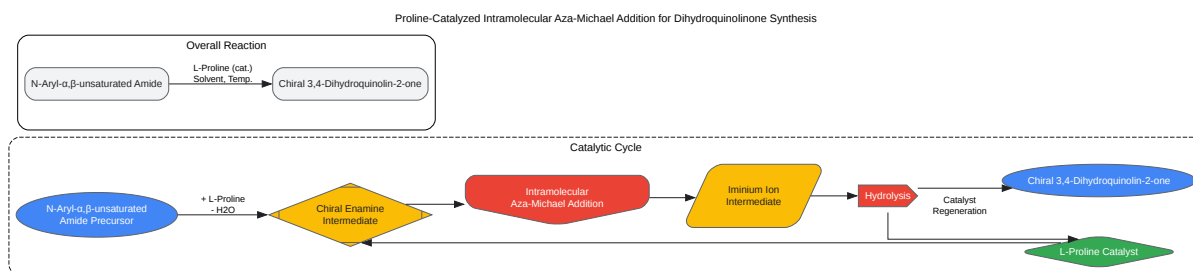 Proline-Catalyzed Intramolecular Aza-Michael Addition for Dihydroquinolinone Synthesis
Overall Reaction
N-Aryl-α,β-unsaturated Amide
L-Proline (cat.)
Solvent, Temp.
Chiral 3,4-Dihydroquinolin-2-one
Catalytic Cycle
N-Aryl-α,β-unsaturated
Amide Precursor
+ L-Proline
- H2O
Chiral Enamine
Intermediate
Intramolecular
Aza-Michael Addition
Iminium Ion
Intermediate
Hydrolysis
Catalyst
Regeneration
Chiral 3,4-Dihydroquinolin-2-one
L-Proline Catalyst